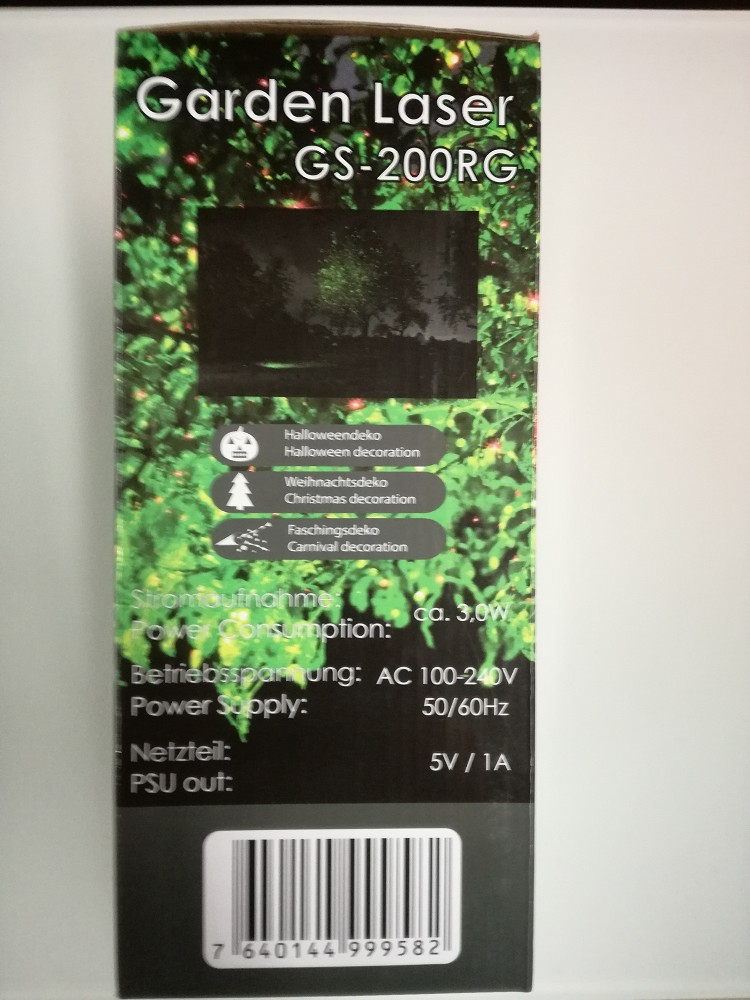 Garden Laser
GS-200RG
Halloweendeko
Halloween decoration
Weihnachtsdeko
Christmas decoration
Faschingsdeko
Carnival decoration
Stromaufnahme:
Power Consumption:
ca. 3,0W
Betriebsspannung:
Power Supply:
AC 100-240V
50/60Hz
Netzteil:
PSU out:
5V / 1A
7 640144 999582